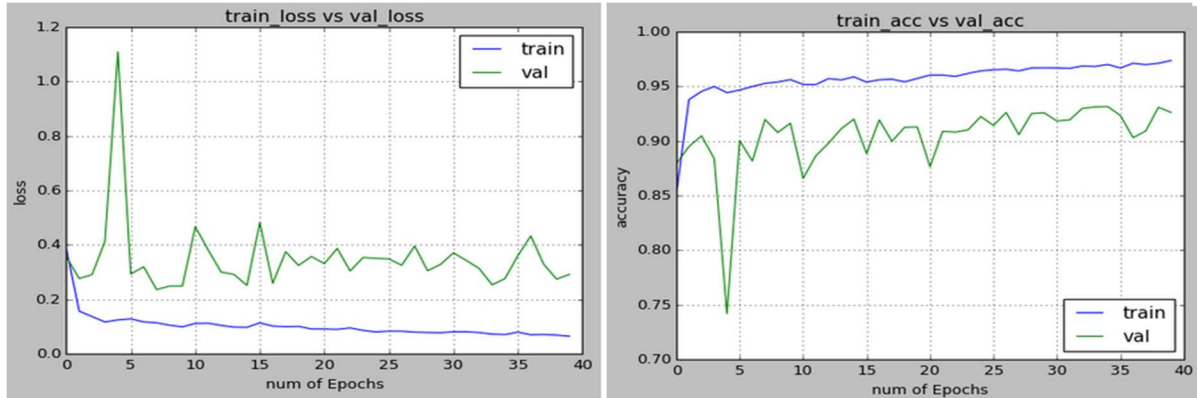 train_loss vs val_loss
1.2
1.0
0.8
0.6
0.4
0.2
0.0
loss
train
val
0 5 10 15 20 25 30 35 40
num of Epochs
train_acc vs val_acc
1.00
0.95
0.90
0.85
0.80
0.75
0.70
accuracy
train
val
0 5 10 15 20 25 30 35 40
num of Epochs